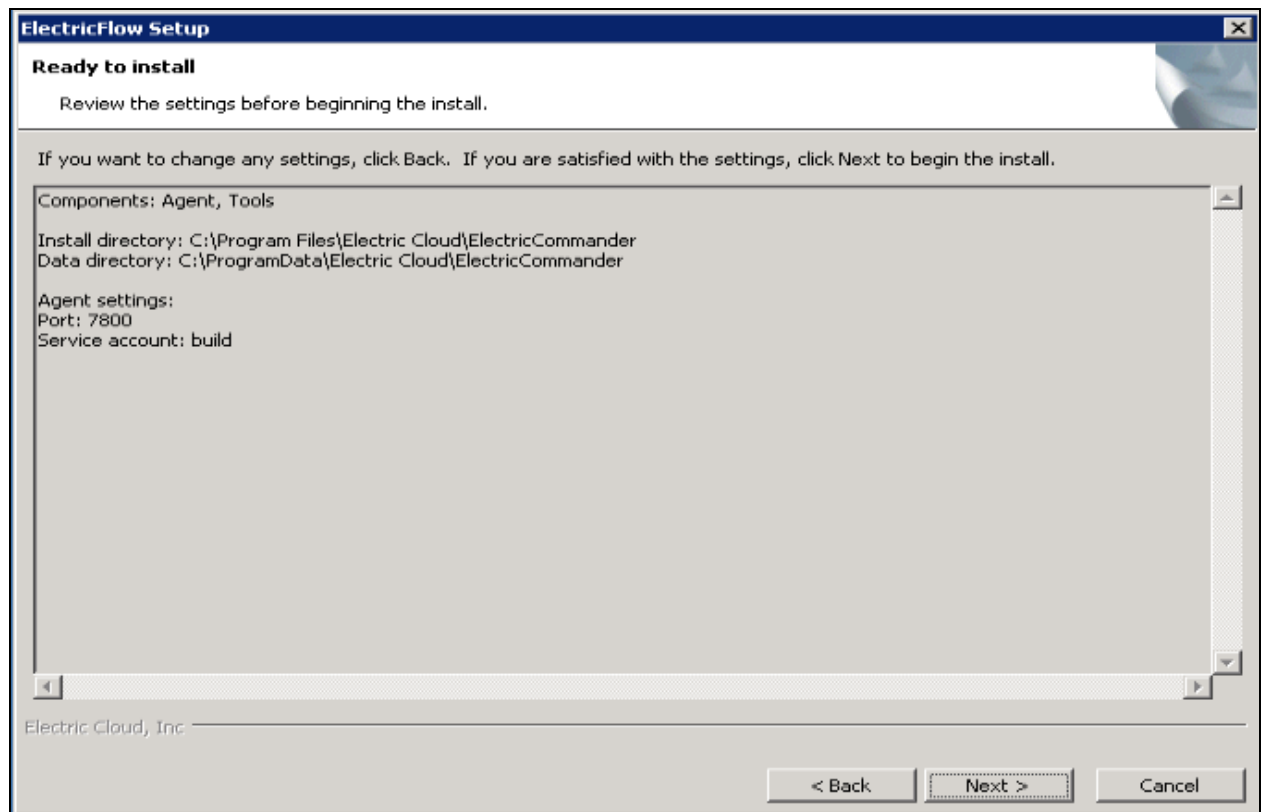 ElectricFlow Setup
Ready to install
Review the settings before beginning the install.
If you want to change any settings, click Back.  If you are satisfied with the settings, click Next to begin the install.
Components: Agent, Tools
Install directory: C:\Program Files\Electric Cloud\ElectricCommander
Data directory: C:\ProgramData\Electric Cloud\ElectricCommander
Agent settings:
Port: 7800
Service account: build
Electric Cloud, Inc
< Back
Next >
Cancel